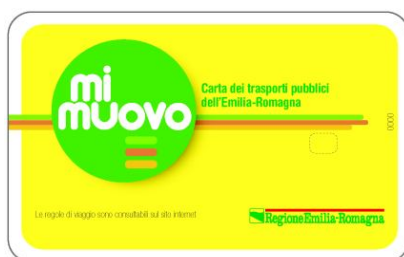 mi
muovo
Carta dei trasporti pubblici
dell'Emilia-Romagna
0000
Le regole di viaggio sono consultabili sul sito internet
RegioneEmilia-Romagna